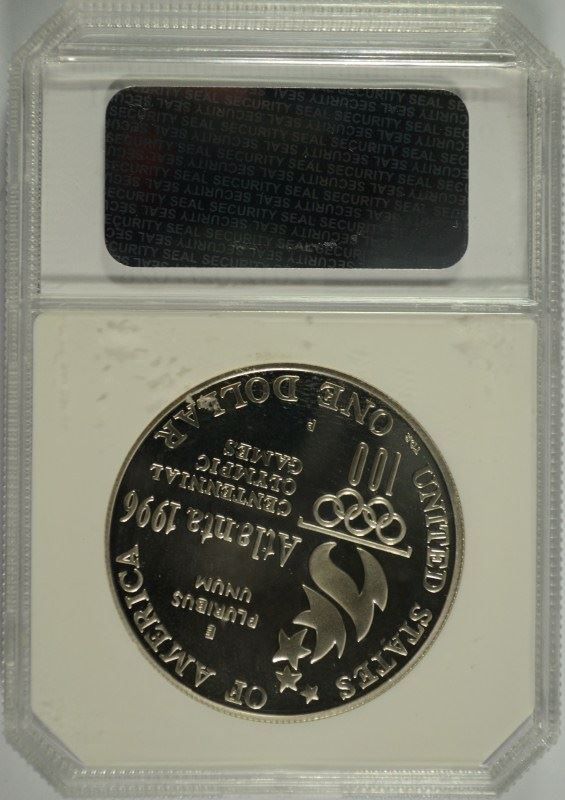 SECURITY SEAL SECURITY SEAL SECURITY SEAL
UNITED STATES
OF AMERICA
E
PLURIBUS
UNUM
Atlanta 1996
CENTENNIAL
OLYMPIC
GAMES
100
P
ONE DOLLAR